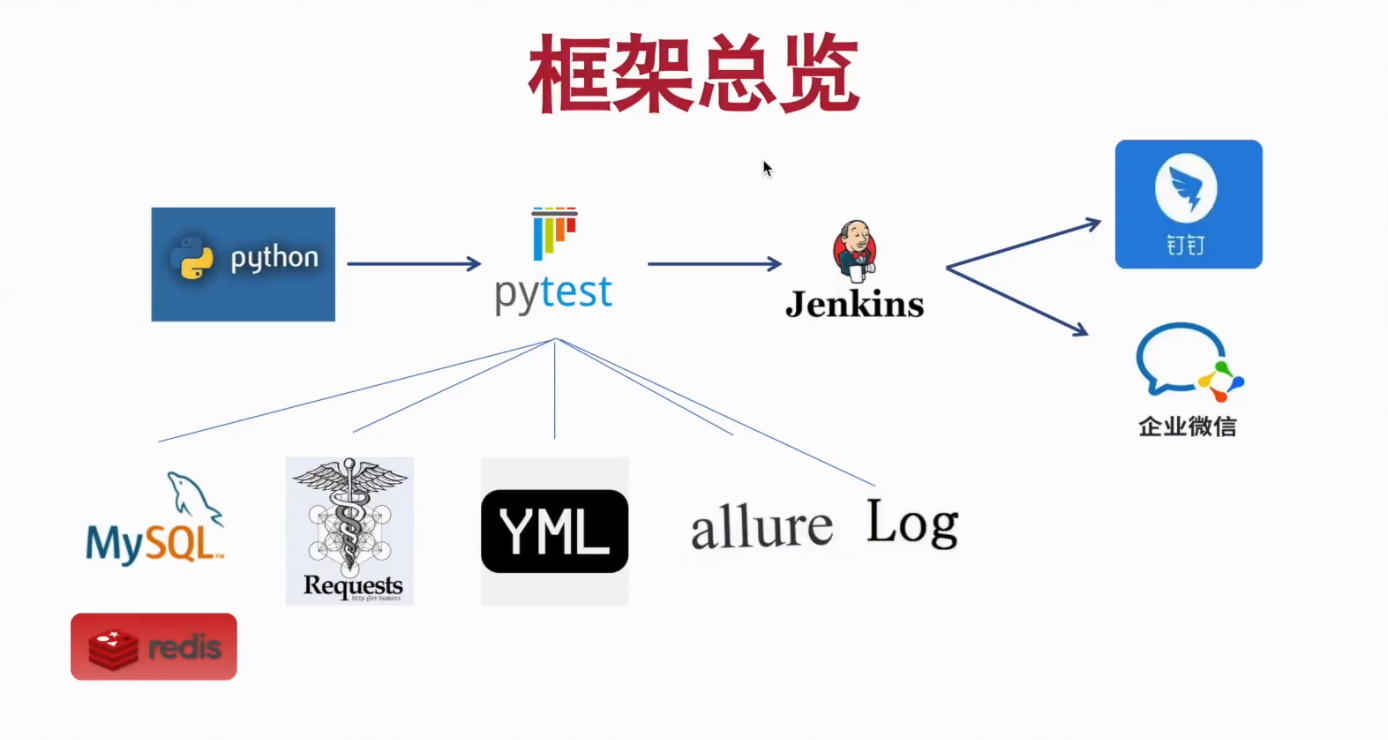 框架总览
python
pytest
Jenkins
钉钉
企业微信
MySQL™
Requests
http for humans
YML
allure
Log
redis